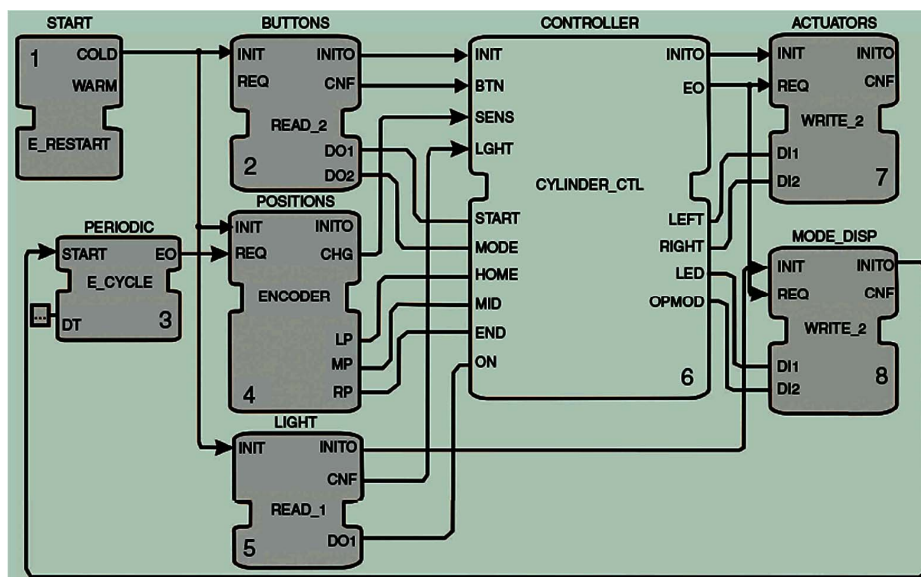 START
1
COLD
WARM
E_RESTART
BUTTONS
INIT INITO
REQ CNF
READ_2
DO1
2
DO2
CONTROLLER
INIT INITO
BTN EO
SENS
LGHT
CYLINDER_CTL
START LEFT
MODE RIGHT
HOME LED
MID OPMOD
END
ON
6
ACTUATORS
INIT INITO
REQ CNF
WRITE_2
DI1
DI2
7
PERIODIC
START EO
E_CYCLE
...
DT 3
POSITIONS
INIT INITO
REQ CHG
ENCODER
LP
MP
4 RP
MODE_DISP
INIT INITO
REQ CNF
WRITE_2
DI1
DI2
8
LIGHT
INIT INITO
CNF
READ_1
5 DO1